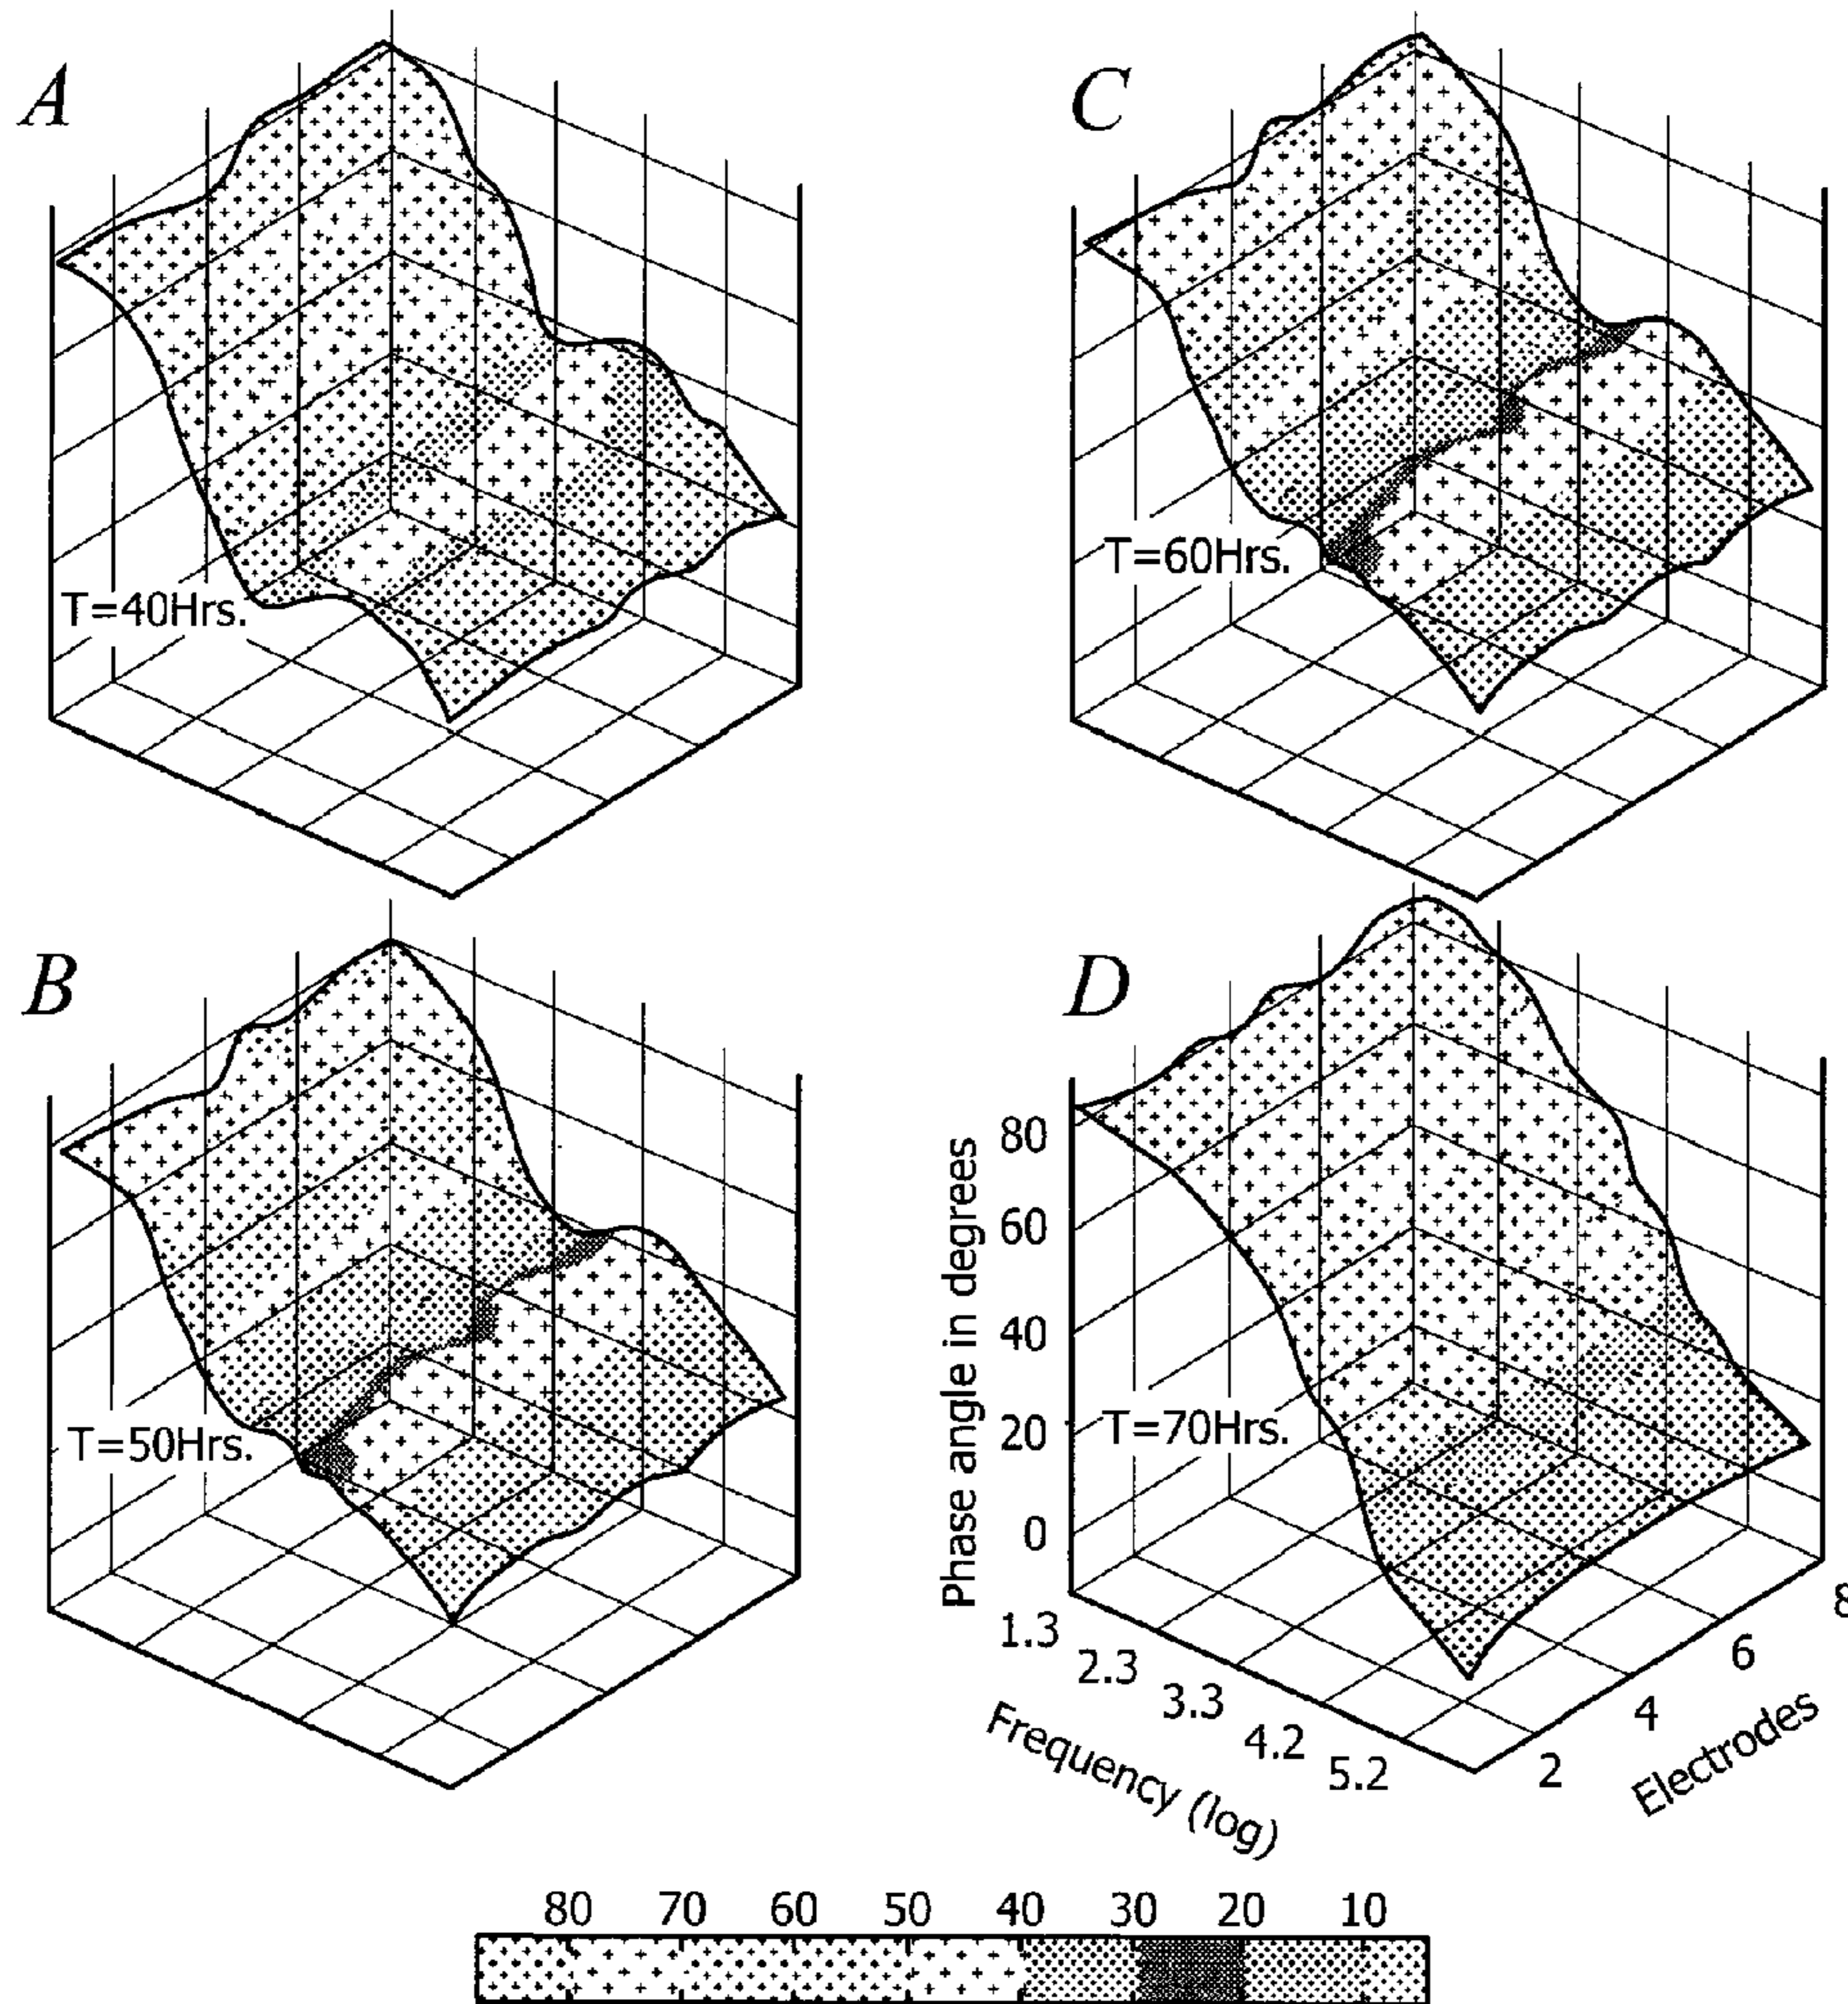 A
T=40Hrs.
C
T=60Hrs.
B
T=50Hrs.
D
T=70Hrs.
Phase angle in degrees
80
60
40
20
0
1.3
2.3
3.3
4.2
5.2
Frequency (log)
2
4
6
8
Electrodes
80 70 60 50 40 30 20 10